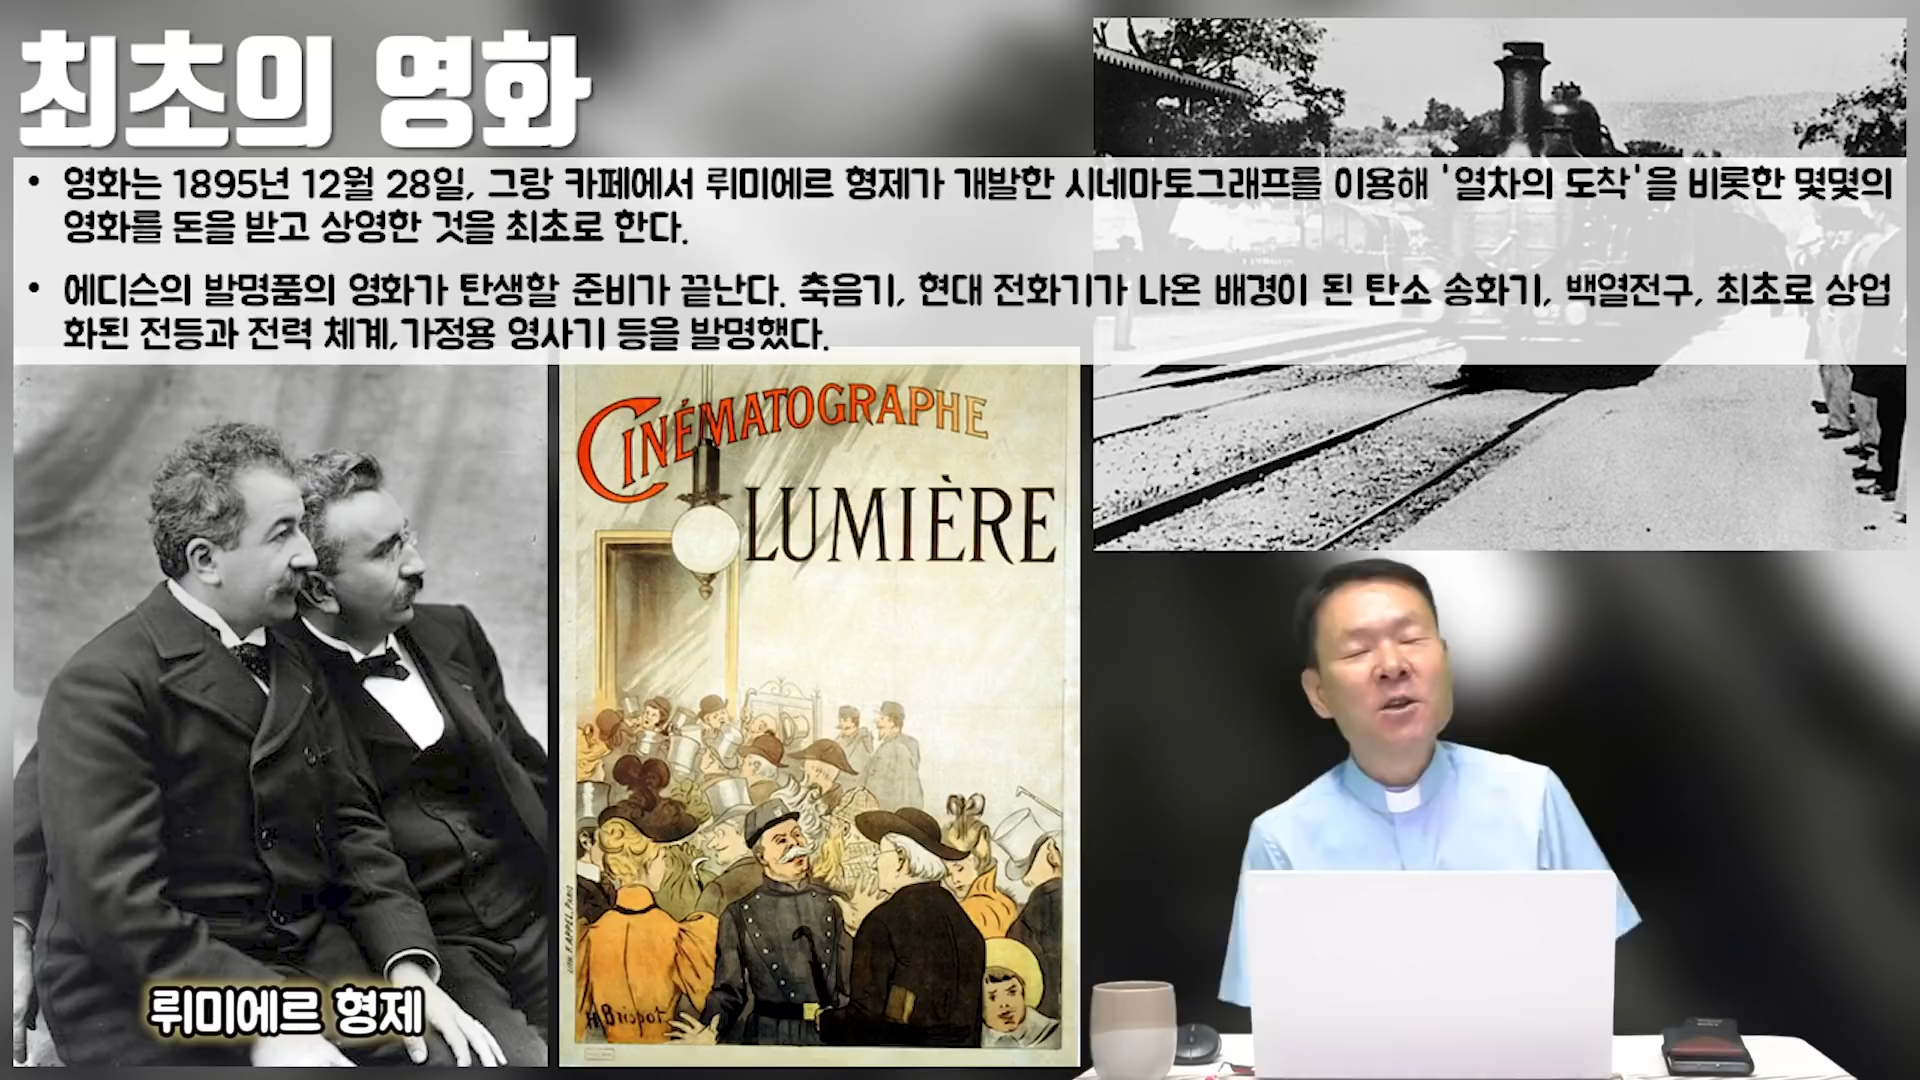 최초의 영화
• 영화는 1895년 12월 28일, 그랑 카페에서 뤼미에르 형제가 개발한 시네마토그래프를 이용해 '열차의 도착'을 비롯한 몇몇의
영화를 돈을 받고 상영한 것을 최초로 한다.
• 에디슨의 발명품의 영화가 탄생할 준비가 끝난다. 축음기, 현대 전화기가 나온 배경이 된 탄소 송화기, 백열전구, 최초로 상업
화된 전등과 전력 체계,가정용 영사기 등을 발명했다.
CINÉMATOGRAPHE
LUMIÈRE
LITH. F. APPEL, PARIS
H. Brispot
뤼미에르 형제